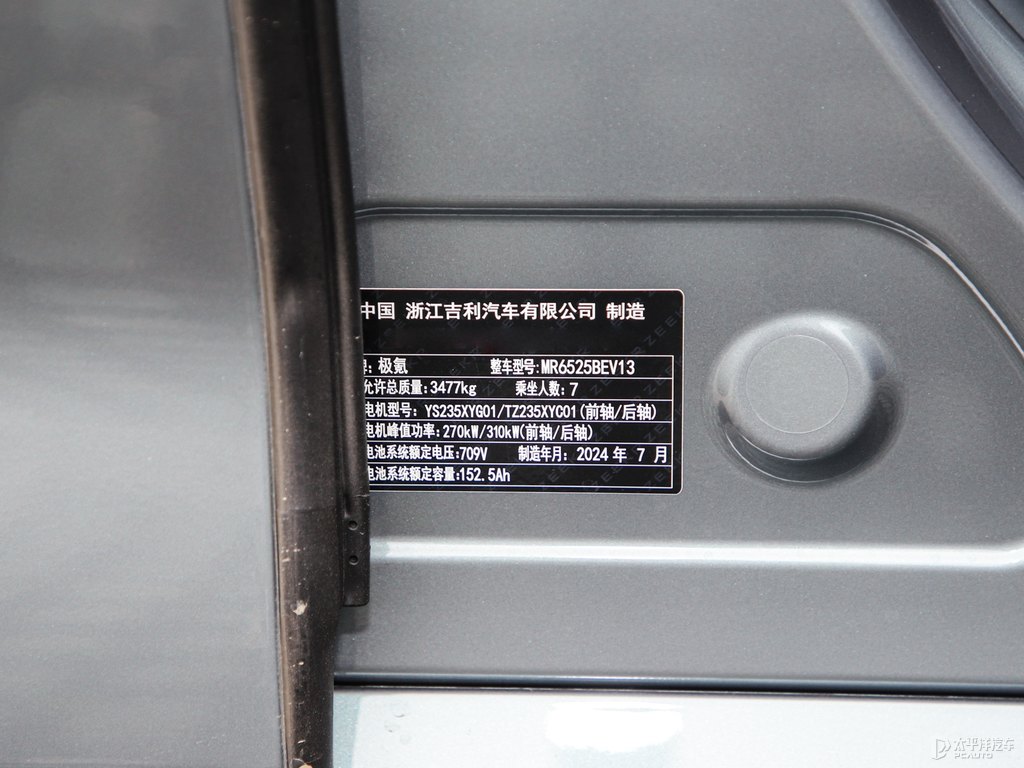 中国 浙江吉利汽车有限公司 制造
牌:极氪 整车型号:MR6525BEV13
允许总质量:3477kg 乘坐人数:7
电机型号: YS235XYG01/TZ235XYC01(前轴/后轴)
电机峰值功率:270kW/310kW(前轴/后轴)
电池系统额定电压:709V 制造年月: 2024 年 7 月
电池系统额定容量:152.5Ah
太平洋汽车
PCAUTO